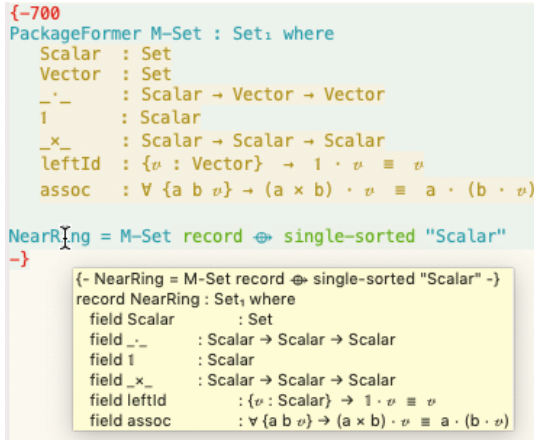 {-700
PackageFormer M-Set : Set₁ where
Scalar : Set
Vector : Set
_·_ : Scalar → Vector → Vector
1 : Scalar
_×_ : Scalar → Scalar → Scalar
leftId : {𝓋 : Vector} → 1 · 𝓋 ≡ 𝓋
assoc : ∀ {a b 𝓋} → (a × b) · 𝓋 ≡ a · (b · 𝓋)
NearRing = M-Set record ⟴ single-sorted "Scalar"
-}
{- NearRing = M-Set record ⟴ single-sorted "Scalar" -}
record NearRing : Set₁ where
field Scalar : Set
field _·_ : Scalar → Scalar → Scalar
field 1 : Scalar
field _×_ : Scalar → Scalar → Scalar
field leftId : {𝓋 : Scalar} → 1 · 𝓋 ≡ 𝓋
field assoc : ∀ {a b 𝓋} → (a × b) · 𝓋 ≡ a · (b · 𝓋)